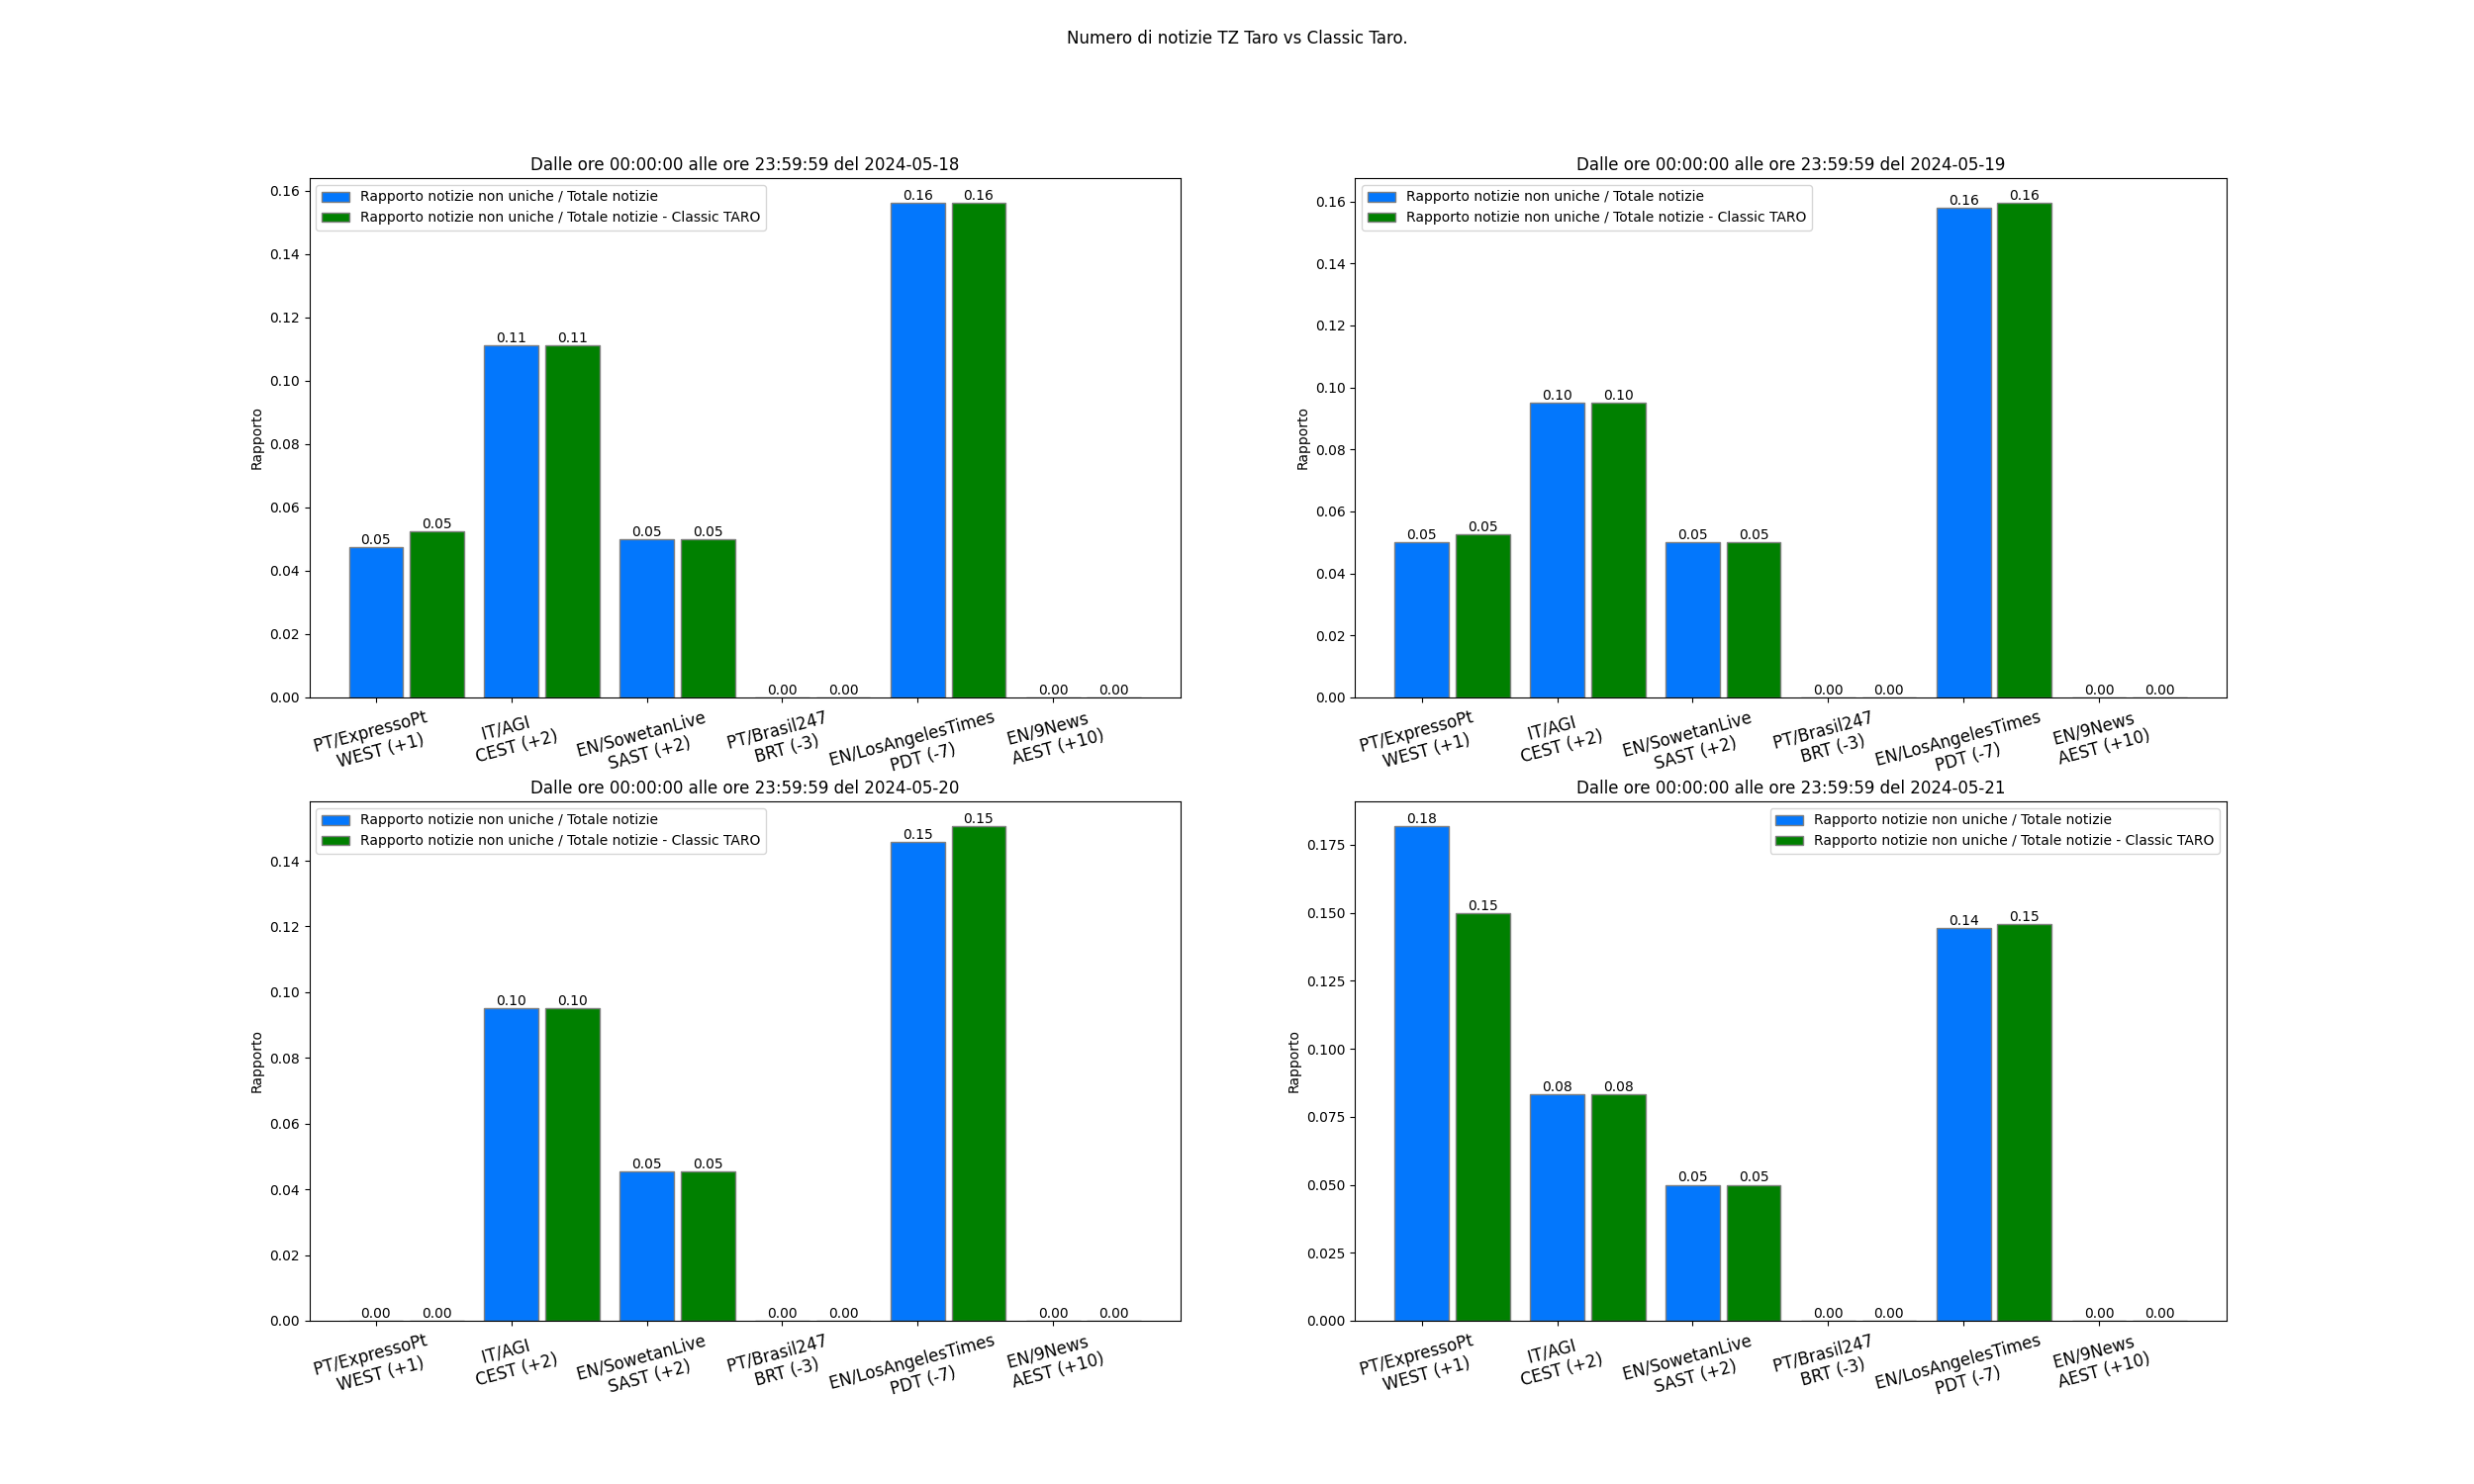 Numero di notizie TZ Taro vs Classic Taro.
Dalle ore 00:00:00 alle ore 23:59:59 del 2024-05-18
Rapporto notizie non uniche / Totale notizie
Rapporto notizie non uniche / Totale notizie - Classic TARO
Rapporto
0.16
0.14
0.12
0.10
0.08
0.06
0.04
0.02
0.00
0.05
0.05
0.11
0.11
0.05
0.05
0.00
0.00
0.16
0.16
0.00
0.00
PT/ExpressoPt
WEST (+1)
IT/AGI
CEST (+2)
EN/SowetanLive
SAST (+2)
PT/Brasil247
BRT (-3)
EN/LosAngelesTimes
PDT (-7)
EN/9News
AEST (+10)
Dalle ore 00:00:00 alle ore 23:59:59 del 2024-05-19
Rapporto notizie non uniche / Totale notizie
Rapporto notizie non uniche / Totale notizie - Classic TARO
Rapporto
0.16
0.14
0.12
0.10
0.08
0.06
0.04
0.02
0.00
0.05
0.05
0.10
0.10
0.05
0.05
0.00
0.00
0.16
0.16
0.00
0.00
PT/ExpressoPt
WEST (+1)
IT/AGI
CEST (+2)
EN/SowetanLive
SAST (+2)
PT/Brasil247
BRT (-3)
EN/LosAngelesTimes
PDT (-7)
EN/9News
AEST (+10)
Dalle ore 00:00:00 alle ore 23:59:59 del 2024-05-20
Rapporto notizie non uniche / Totale notizie
Rapporto notizie non uniche / Totale notizie - Classic TARO
Rapporto
0.14
0.12
0.10
0.08
0.06
0.04
0.02
0.00
0.00
0.00
0.10
0.10
0.05
0.05
0.00
0.00
0.15
0.15
0.00
0.00
PT/ExpressoPt
WEST (+1)
IT/AGI
CEST (+2)
EN/SowetanLive
SAST (+2)
PT/Brasil247
BRT (-3)
EN/LosAngelesTimes
PDT (-7)
EN/9News
AEST (+10)
Dalle ore 00:00:00 alle ore 23:59:59 del 2024-05-21
Rapporto notizie non uniche / Totale notizie
Rapporto notizie non uniche / Totale notizie - Classic TARO
Rapporto
0.175
0.150
0.125
0.100
0.075
0.050
0.025
0.000
0.18
0.15
0.08
0.08
0.05
0.05
0.00
0.00
0.14
0.15
0.00
0.00
PT/ExpressoPt
WEST (+1)
IT/AGI
CEST (+2)
EN/SowetanLive
SAST (+2)
PT/Brasil247
BRT (-3)
EN/LosAngelesTimes
PDT (-7)
EN/9News
AEST (+10)